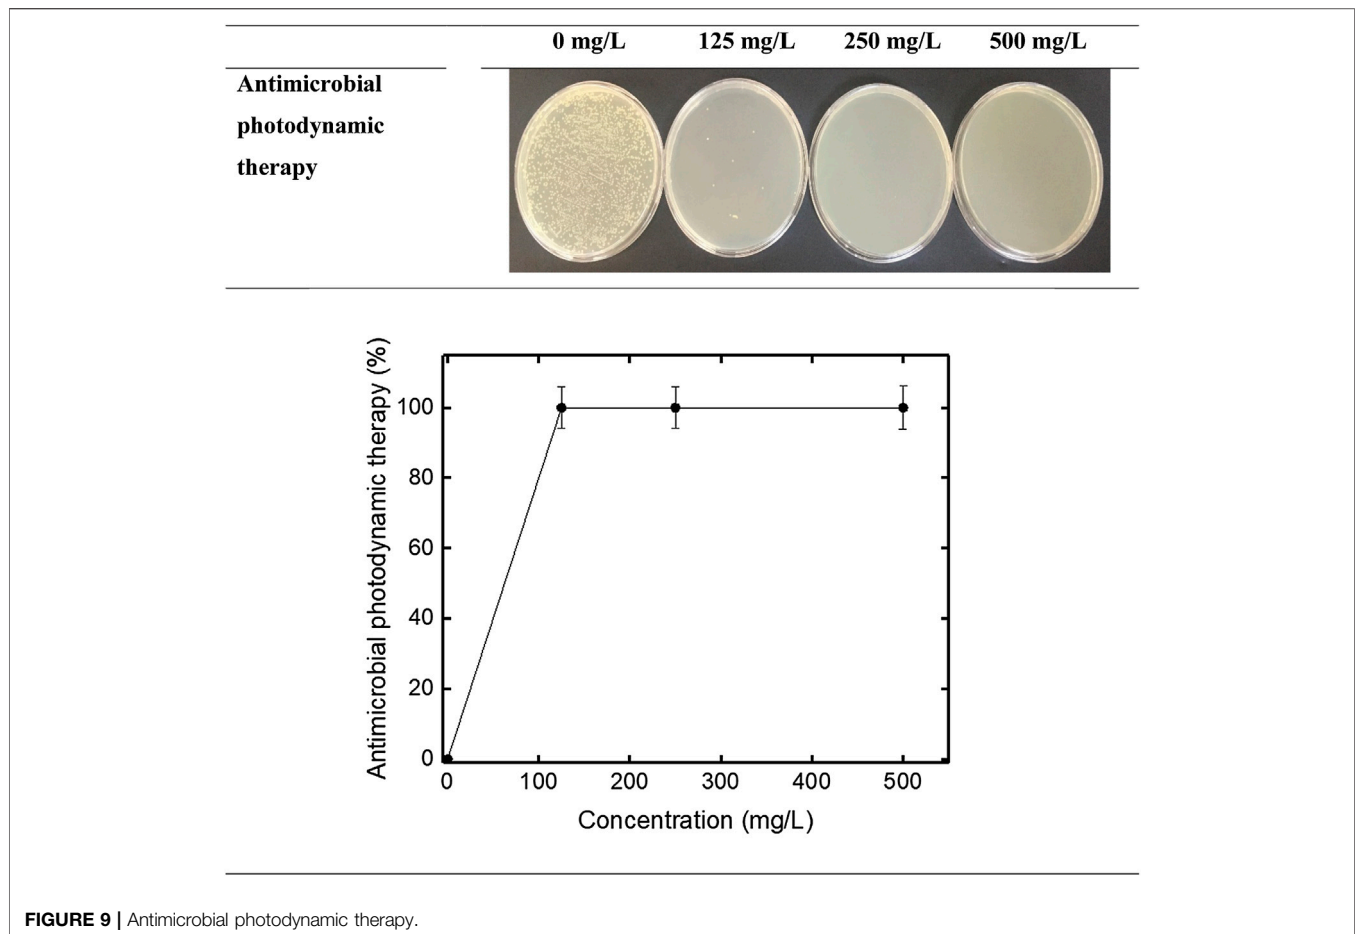 0 mg/L 125 mg/L 250 mg/L 500 mg/L
Antimicrobial
photodynamic
therapy
Antimicrobial photodynamic therapy (%)
100
80
60
40
20
0
0 100 200 300 400 500
Concentration (mg/L)
FIGURE 9 | Antimicrobial photodynamic therapy.